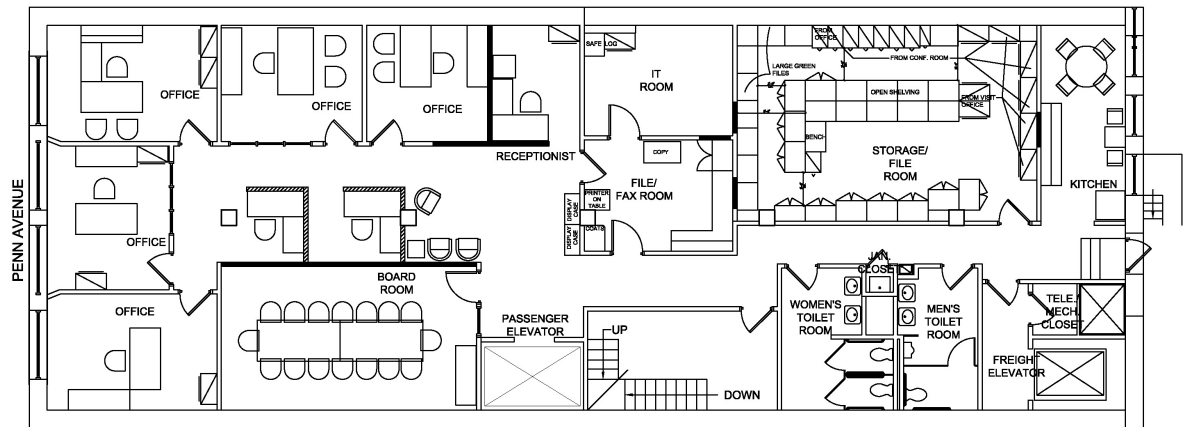 SAFE
LOG
FROM
OFFICE
FROM CONF. ROOM
OFFICE
OFFICE
OFFICE
IT
ROOM
LARGE GREEN
FILES
OPEN SHELVING
FROM VISIT
OFFICE
BENCH
RECEPTIONIST
COPY
STORAGE/
FILE
ROOM
FILE/
FAX ROOM
KITCHEN
PRINTER
ON
TABLE
DISPLAY
CASE
DISPLAY
CASE
COATS
PENN AVENUE
OFFICE
BOARD
ROOM
JAN.
CLOSET
OFFICE
PASSENGER
ELEVATOR
UP
DOWN
WOMEN'S
TOILET
ROOM
MEN'S
TOILET
ROOM
TELE./
MECH.
CLOSET
FREIGHT
ELEVATOR